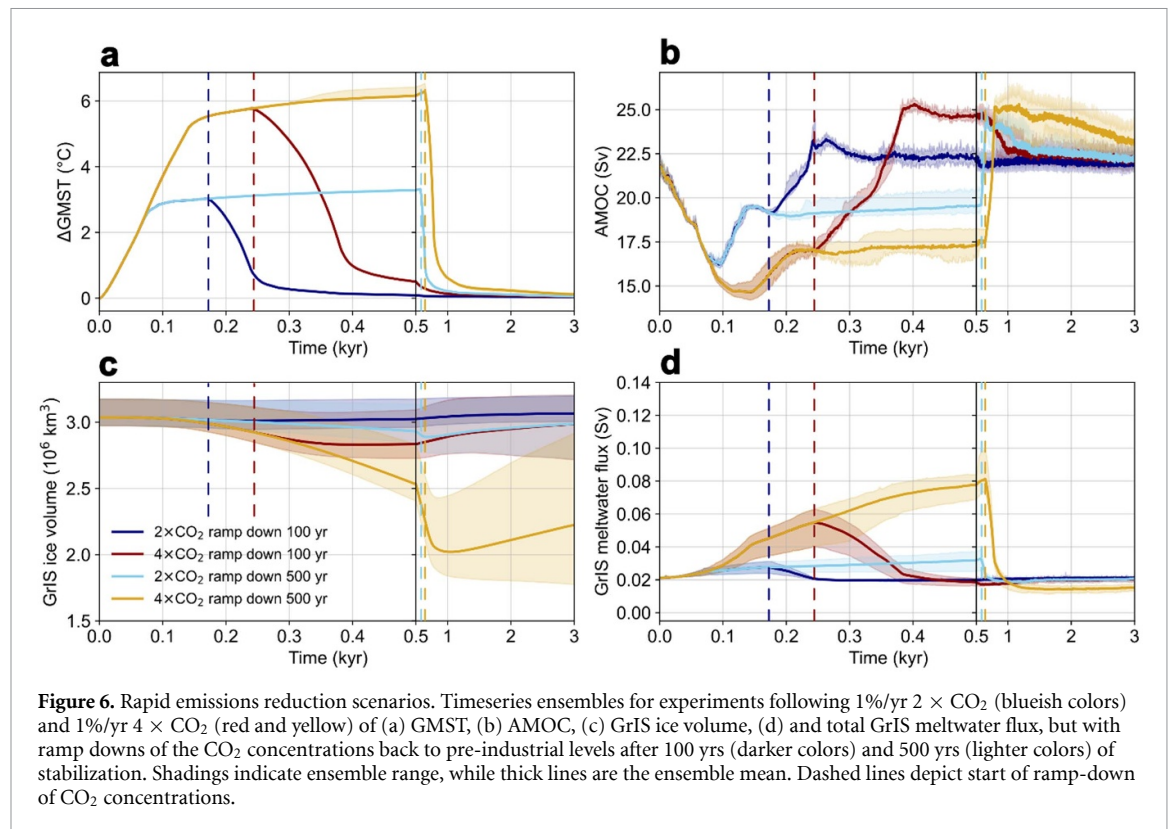 a
b
ΔGMST (°C)
6
4
2
0
0.0 0.1 0.2 0.3 0.4 0.5 1 2 3
Time (kyr)
AMOC (Sv)
25.0
22.5
20.0
17.5
15.0
0.0 0.1 0.2 0.3 0.4 0.5 1 2 3
Time (kyr)
c
d
GrIS ice volume (10⁶ km³)
3.0
2.5
2.0
1.5
2×CO₂ ramp down 100 yr
4×CO₂ ramp down 100 yr
2×CO₂ ramp down 500 yr
4×CO₂ ramp down 500 yr
0.0 0.1 0.2 0.3 0.4 0.5 1 2 3
Time (kyr)
GrIS meltwater flux (Sv)
0.14
0.12
0.10
0.08
0.06
0.04
0.02
0.00
0.0 0.1 0.2 0.3 0.4 0.5 1 2 3
Time (kyr)
Figure 6. Rapid emissions reduction scenarios. Timeseries ensembles for experiments following 1%/yr 2 × CO₂ (blueish colors)
and 1%/yr 4 × CO₂ (red and yellow) of (a) GMST, (b) AMOC, (c) GrIS ice volume, (d) and total GrIS meltwater flux, but with
ramp downs of the CO₂ concentrations back to pre-industrial levels after 100 yrs (darker colors) and 500 yrs (lighter colors) of
stabilization. Shadings indicate ensemble range, while thick lines are the ensemble mean. Dashed lines depict start of ramp-down
of CO₂ concentrations.